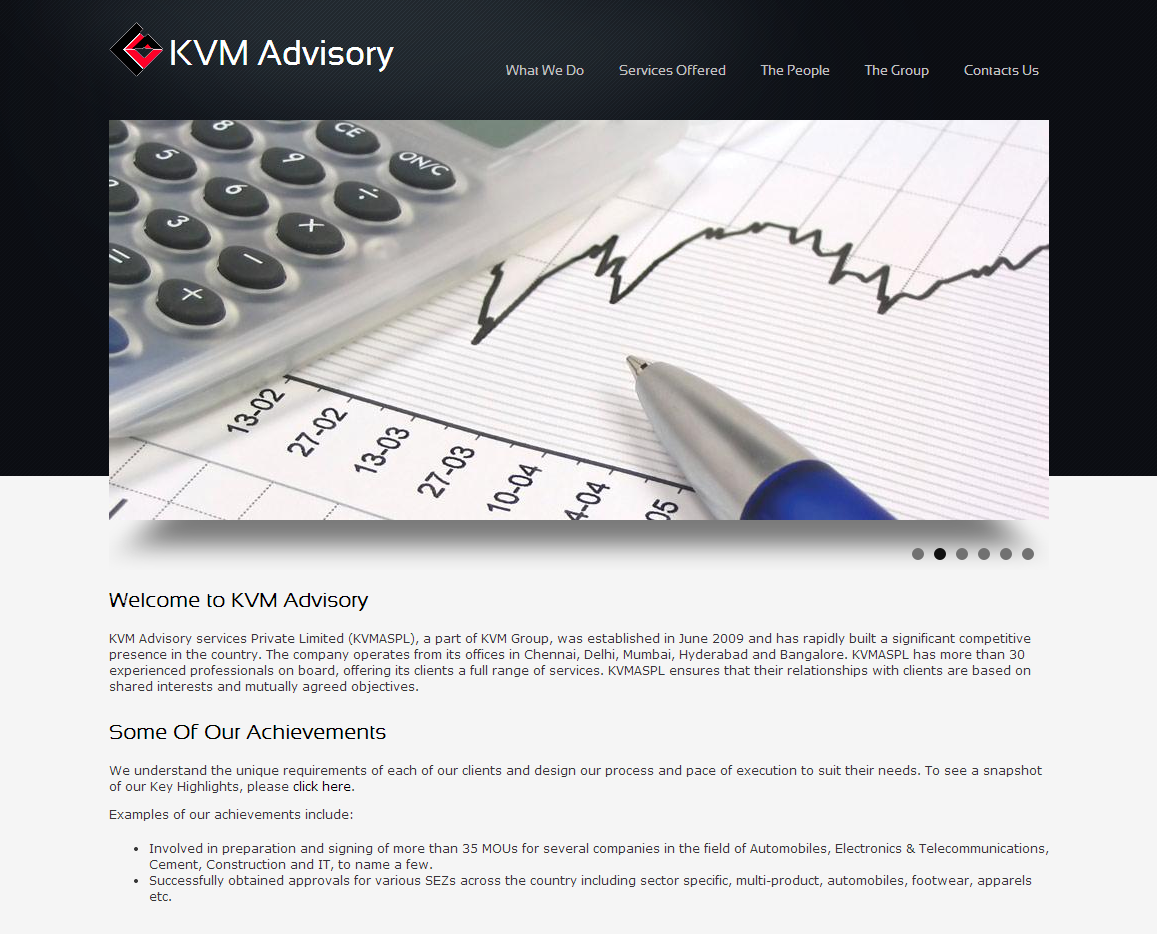 KVM Advisory
What We Do Services Offered The People The Group Contacts Us
8 CE
5 9 ON/C
6 ÷
3 ×
= −
+
13-02
27-02
13-03
27-03
10-04
4-04
05
Welcome to KVM Advisory
KVM Advisory services Private Limited (KVMASPL), a part of KVM Group, was established in June 2009 and has rapidly built a significant competitive
presence in the country. The company operates from its offices in Chennai, Delhi, Mumbai, Hyderabad and Bangalore. KVMASPL has more than 30
experienced professionals on board, offering its clients a full range of services. KVMASPL ensures that their relationships with clients are based on
shared interests and mutually agreed objectives.
Some Of Our Achievements
We understand the unique requirements of each of our clients and design our process and pace of execution to suit their needs. To see a snapshot
of our Key Highlights, please click here.
Examples of our achievements include:
• Involved in preparation and signing of more than 35 MOUs for several companies in the field of Automobiles, Electronics & Telecommunications,
Cement, Construction and IT, to name a few.
• Successfully obtained approvals for various SEZs across the country including sector specific, multi-product, automobiles, footwear, apparels
etc.